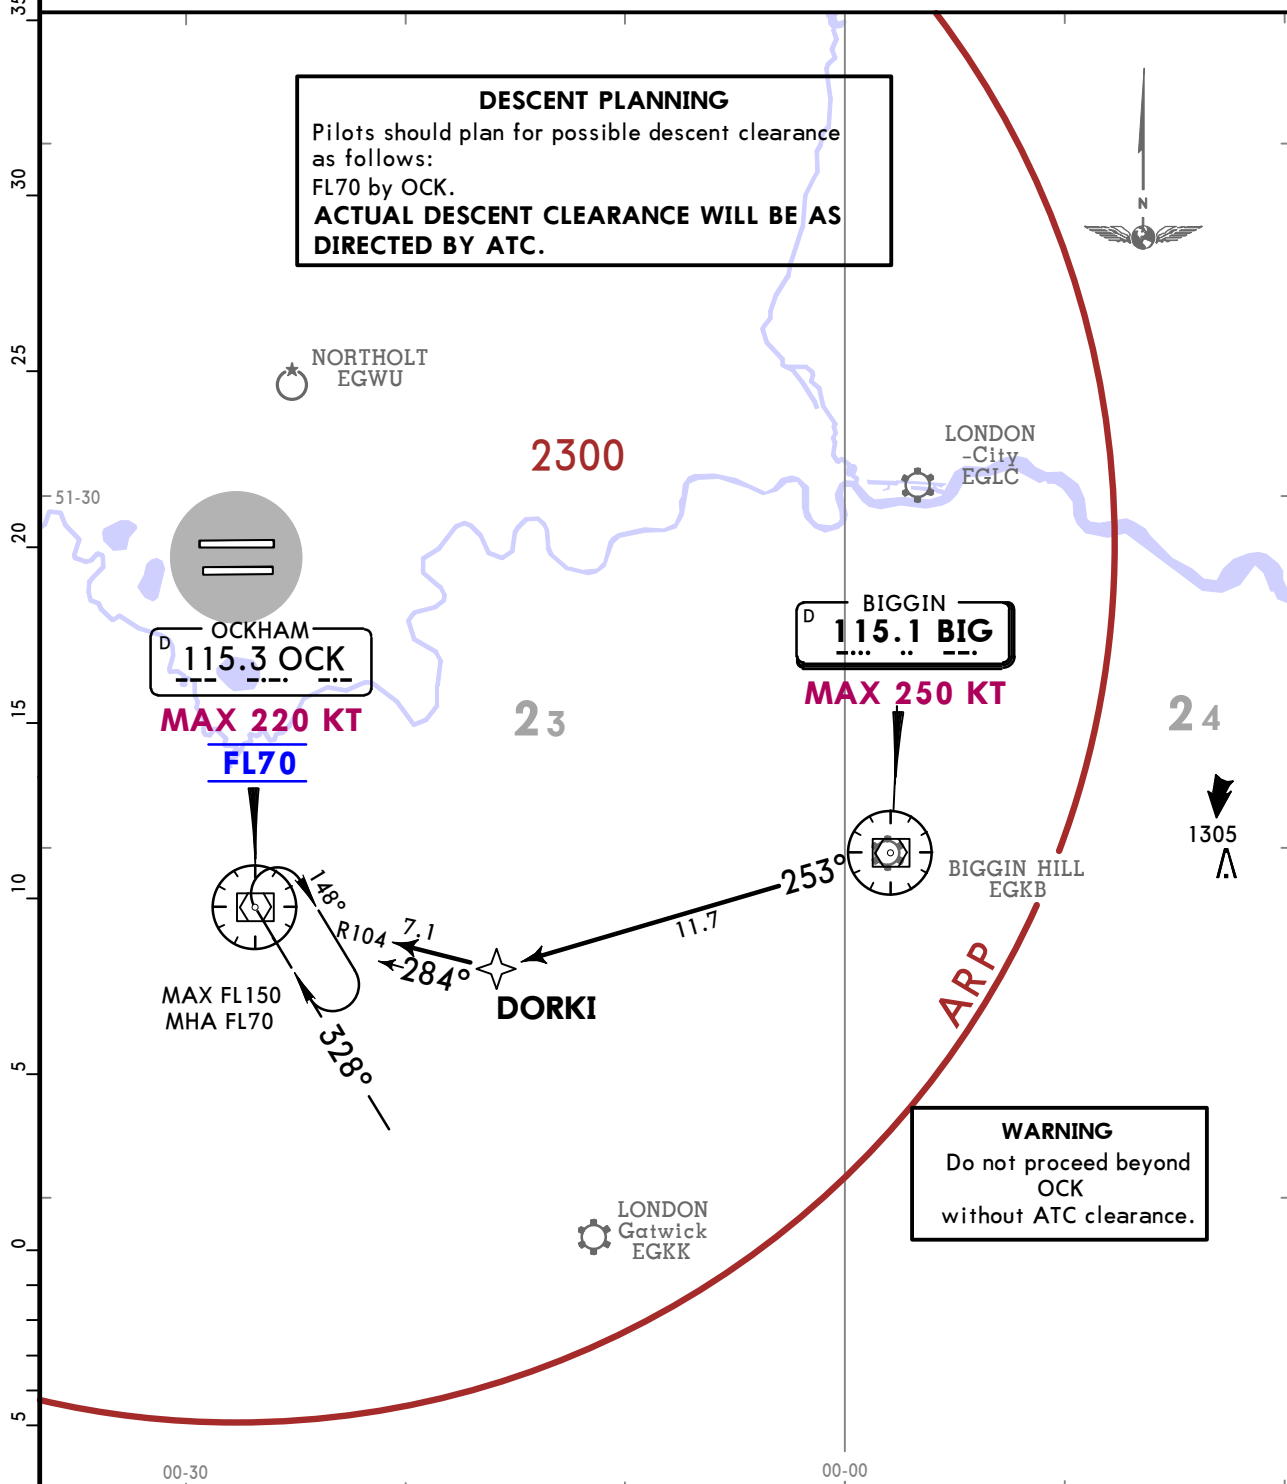 35
DESCENT PLANNING
Pilots should plan for possible descent clearance
as follows:
FL70 by OCK.
ACTUAL DESCENT CLEARANCE WILL BE AS
DIRECTED BY ATC.
N
30
25
NORTHOLT
EGWU
2300
LONDON
-City
EGLC
51-30
20
OCKHAM
D 115.3 OCK
MAX 220 KT
FL70
BIGGIN
D 115.1 BIG
MAX 250 KT
15
23
24
1305
10
148°
R104
7.1
284°
253°
11.7
BIGGIN HILL
EGKB
DORKI
MAX FL150
MHA FL70
328°
ARP
5
WARNING
Do not proceed beyond
OCK
without ATC clearance.
LONDON
Gatwick
EGKK
0
5
00-30
00-00